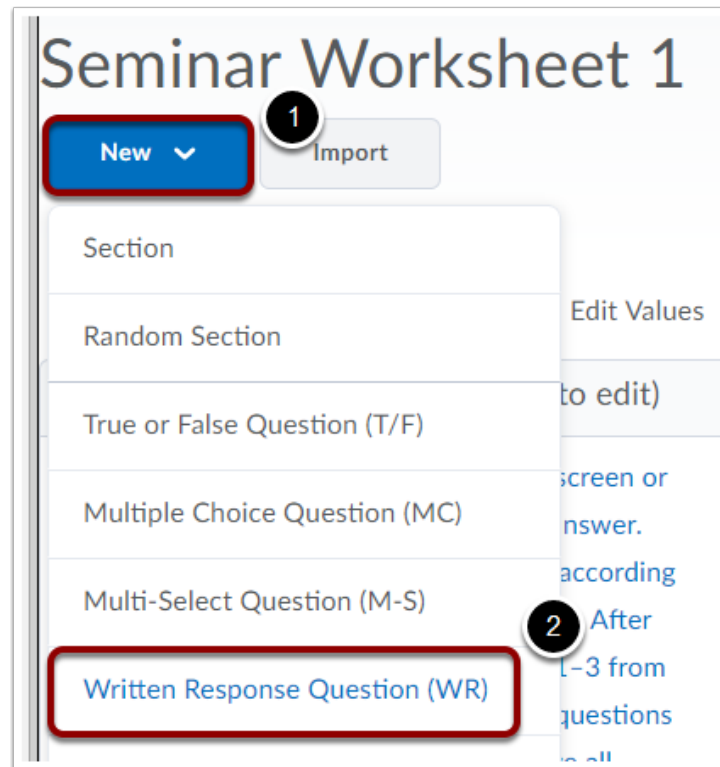 Seminar Worksheet 1
1
New
Import
Section
Random Section
Edit Values
to edit)
True or False Question (T/F)
screen or
Multiple Choice Question (MC)
nswer.
according
Multi-Select Question (M-S)
2
After
Written Response Question (WR)
1–3 from
questions
all